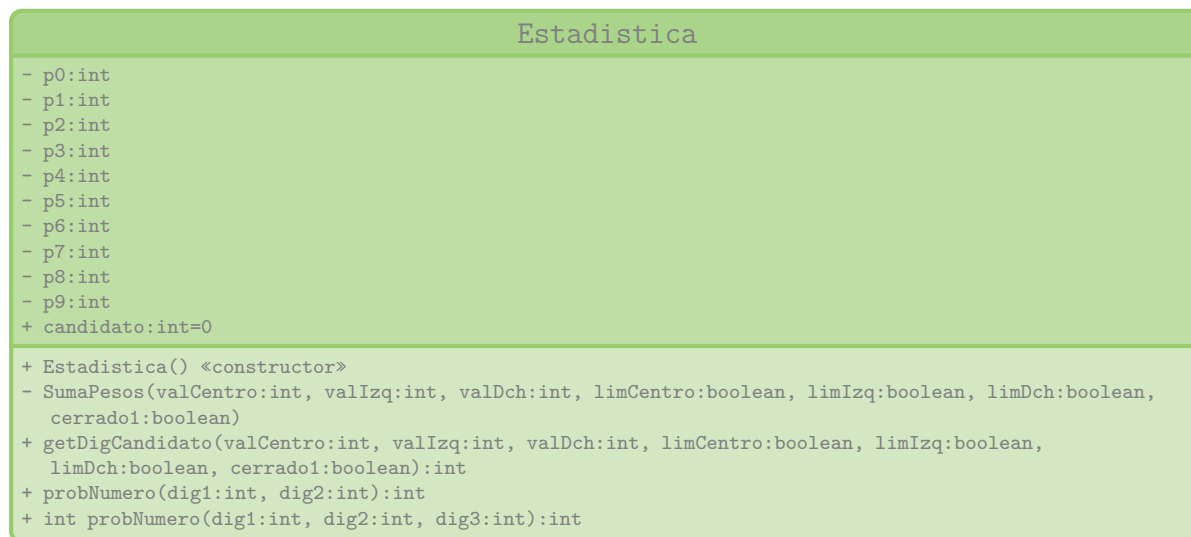 Estadistica
- p0:int
- p1:int
- p2:int
- p3:int
- p4:int
- p5:int
- p6:int
- p7:int
- p8:int
- p9:int
+ candidato:int=0
+ Estadistica() «constructor»
- SumaPesos(valCentro:int, valIzq:int, valDch:int, limCentro:boolean, limIzq:boolean, limDch:boolean,
cerrado1:boolean)
+ getDigCandidato(valCentro:int, valIzq:int, valDch:int, limCentro:boolean, limIzq:boolean,
limDch:boolean, cerrado1:boolean):int
+ probNumero(dig1:int, dig2:int):int
+ int probNumero(dig1:int, dig2:int, dig3:int):int